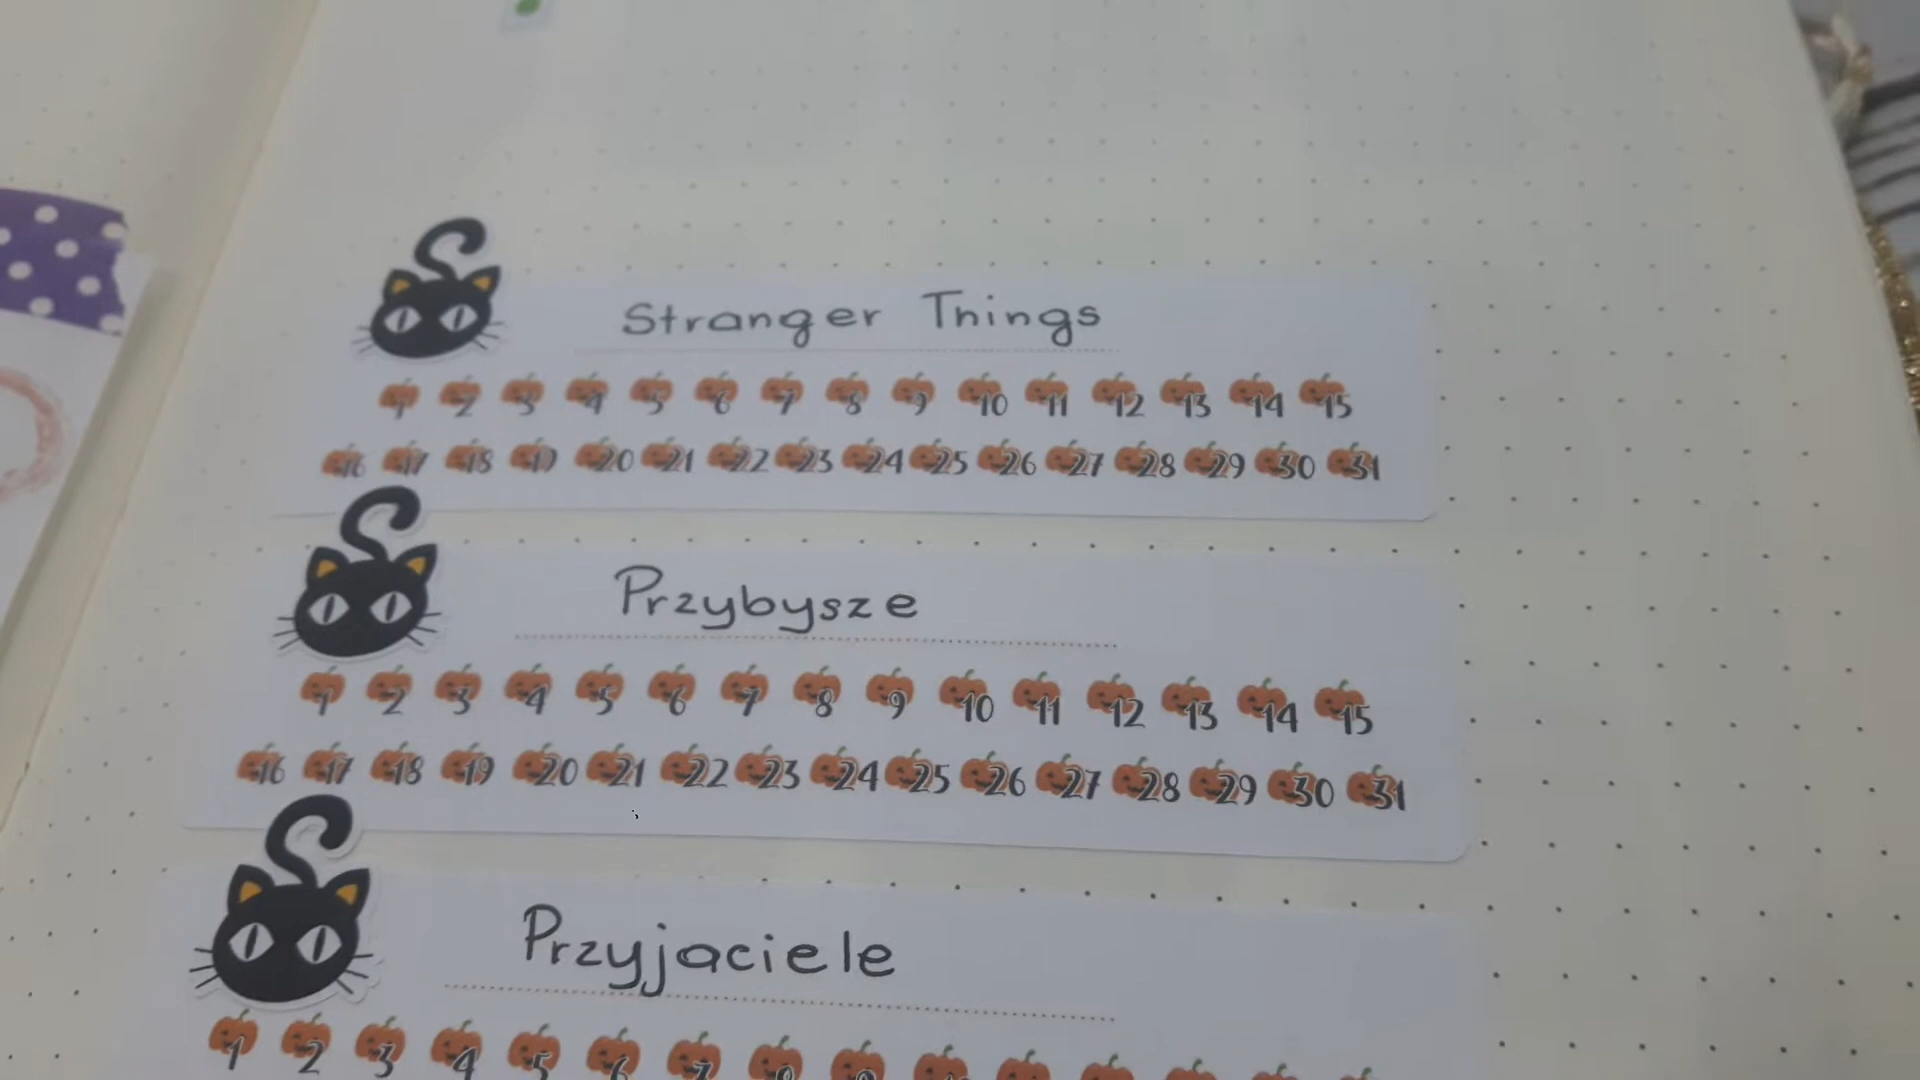 Stranger Things
1 2 3 4 5 6 7 8 9 10 11 12 13 14 15
16 17 18 19 20 21 22 23 24 25 26 27 28 29 30 31
Przybysze
1 2 3 4 5 6 7 8 9 10 11 12 13 14 15
16 17 18 19 20 21 22 23 24 25 26 27 28 29 30 31
Przyjaciele
1 2 3 4 5 6 7